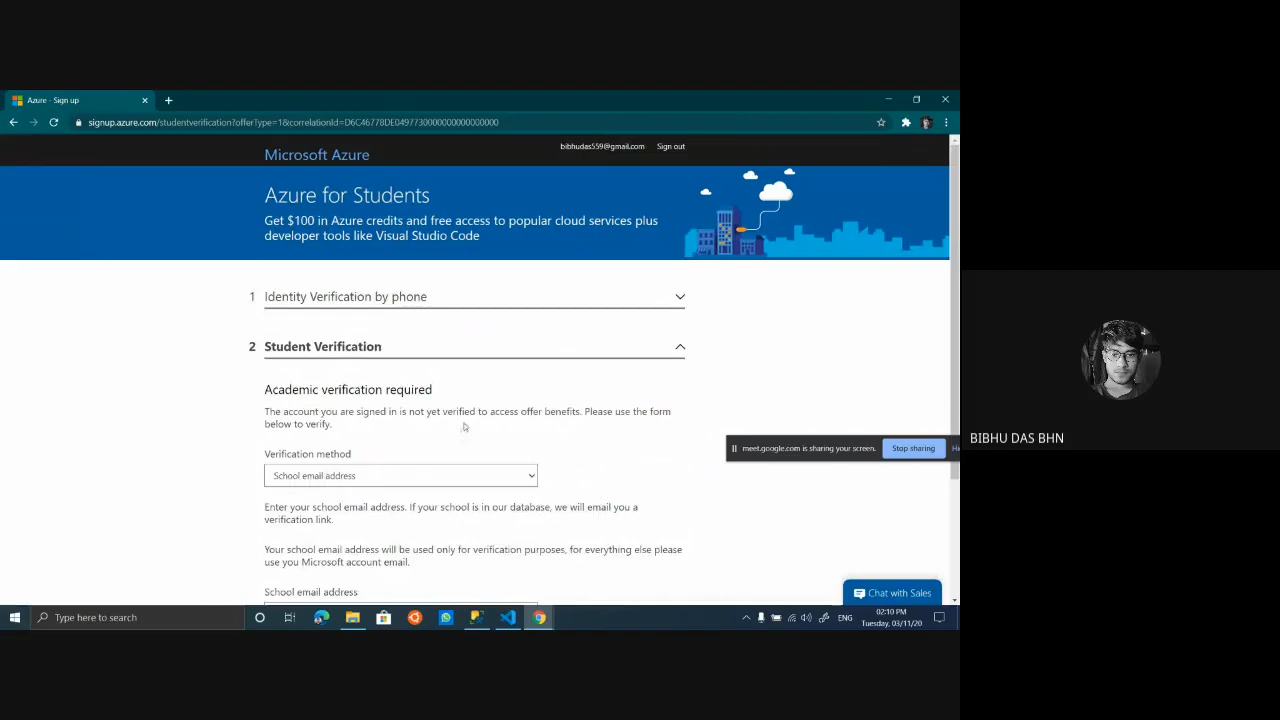 Azure - Sign up
signup.azure.com/studentverification?offerType=1&correlationId=D6C46778DE0497730000000000000000
bibhudas559@gmail.com Sign out
Microsoft Azure
Azure for Students
Get $100 in Azure credits and free access to popular cloud services plus
developer tools like Visual Studio Code
1 Identity Verification by phone
2 Student Verification
Academic verification required
The account you are signed in is not yet verified to access offer benefits. Please use the form
below to verify.
Verification method
School email address
Enter your school email address. If your school is in our database, we will email you a
verification link.
Your school email address will be used only for verification purposes, for everything else please
use you Microsoft account email.
School email address
Chat with Sales
meet.google.com is sharing your screen. Stop sharing Hi
BIBHU DAS BHN
Type here to search
ENG
02:10 PM
Tuesday, 03/11/20